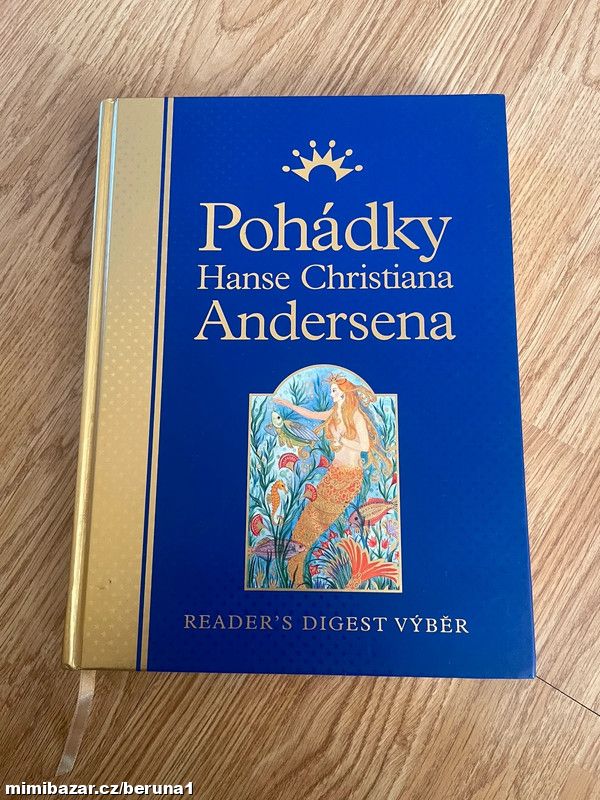 Pohádky
Hanse Christiana
Andersena
READER'S DIGEST VÝBĚR
mimibazar.cz/beruna1